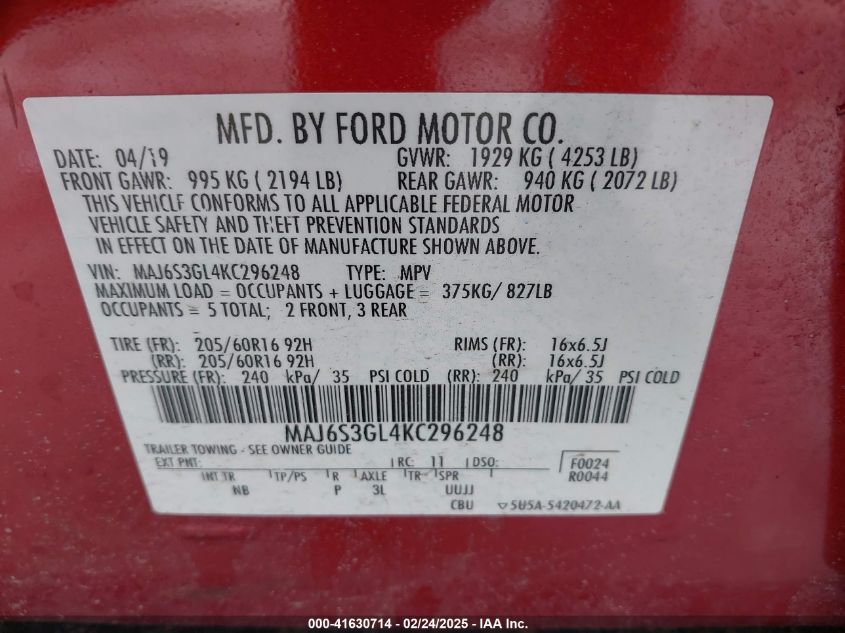 MFD. BY FORD MOTOR CO.
DATE: 04/19 GVWR: 1929 KG ( 4253 LB)
FRONT GAWR: 995 KG ( 2194 LB) REAR GAWR: 940 KG ( 2072 LB)
THIS VEHICLE CONFORMS TO ALL APPLICABLE FEDERAL MOTOR
VEHICLE SAFETY AND THEFT PREVENTION STANDARDS
IN EFFECT ON THE DATE OF MANUFACTURE SHOWN ABOVE.
VIN: MAJ6S3GL4KC296248 TYPE: MPV
MAXIMUM LOAD = OCCUPANTS + LUGGAGE = 375KG/ 827LB
OCCUPANTS = 5 TOTAL; 2 FRONT, 3 REAR
TIRE (FR): 205/60R16 92H RIMS (FR): 16x6.5J
(RR): 205/60R16 92H (RR): 16x6.5J
PRESSURE (FR): 240 kPa/ 35 PSI COLD (RR): 240 kPa/ 35 PSI COLD
MAJ6S3GL4KC296248
TRAILER TOWING - SEE OWNER GUIDE
EXT PNT: RC: 11 DSO: F0024
INT TR TP/PS R AXLE TR SPR R0044
NB P 3L UUJJ
CBU ▽5U5A-5420472-AA
000-41630714 - 02/24/2025 - IAA Inc.